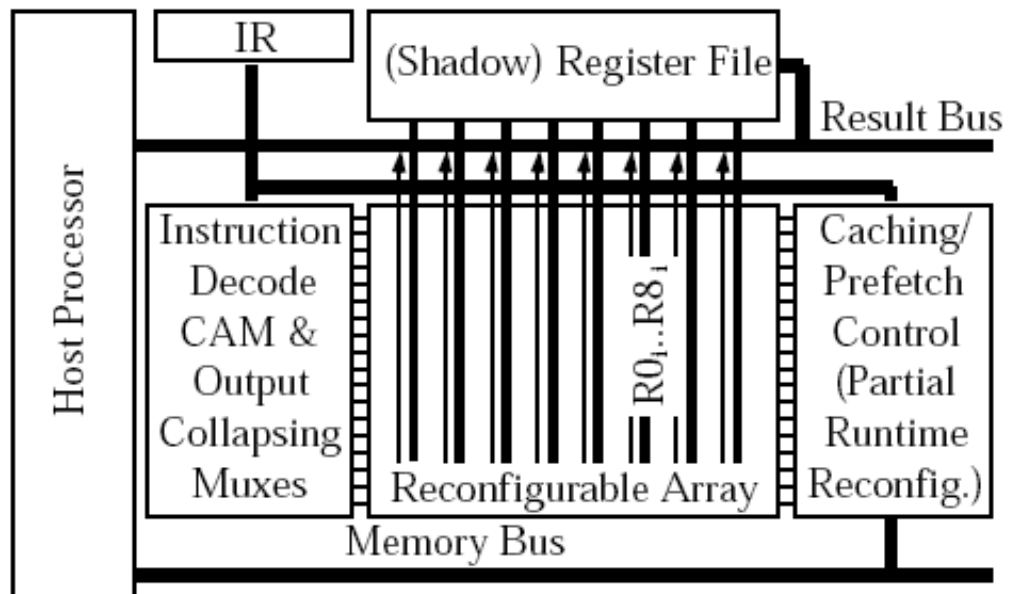 Host Processor
IR
(Shadow) Register File
Result Bus
Instruction
Decode
CAM &
Output
Collapsing
Muxes
R0i..R8i
Reconfigurable Array
Caching/
Prefetch
Control
(Partial
Runtime
Reconfig.)
Memory Bus